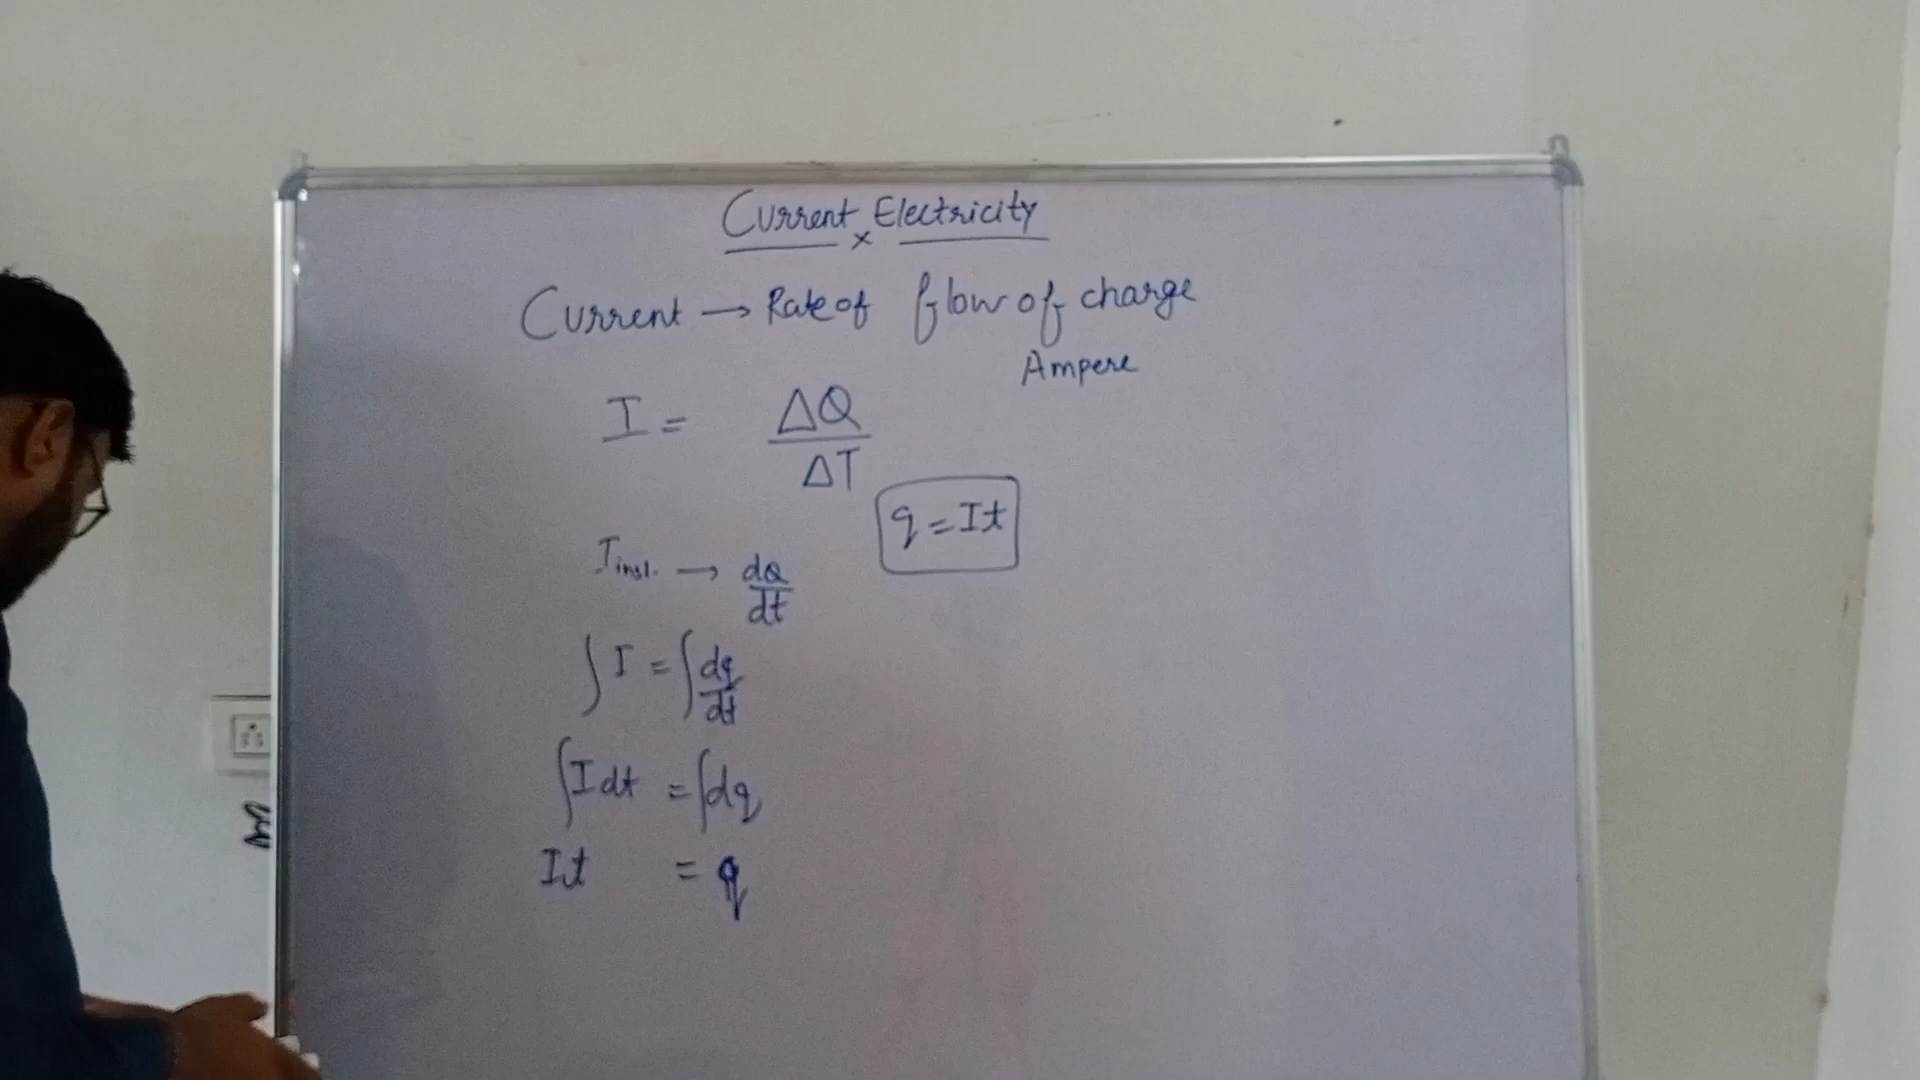 Current Electricity
x
Current → Rate of flow of charge
Ampere
I = ΔQ/ΔT
q = It
Iinst. → dQ/dt
∫I = ∫dq/dt
∫I dt = ∫dq
It = q